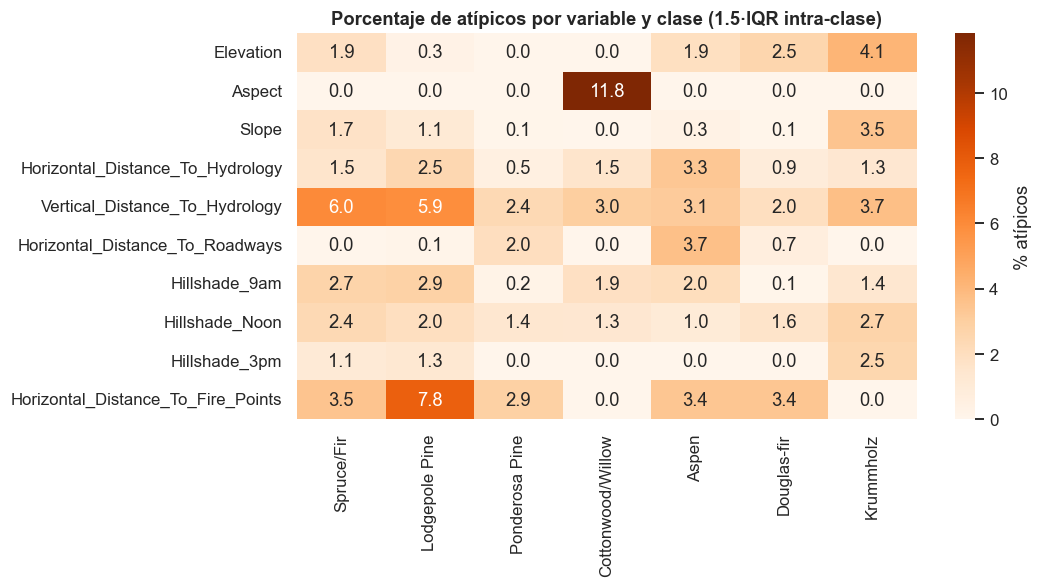 Porcentaje de atípicos por variable y clase (1.5·IQR intra-clase)
Elevation 1.9 0.3 0.0 0.0 1.9 2.5 4.1
Aspect 0.0 0.0 0.0 11.8 0.0 0.0 0.0
Slope 1.7 1.1 0.1 0.0 0.3 0.1 3.5
Horizontal_Distance_To_Hydrology 1.5 2.5 0.5 1.5 3.3 0.9 1.3
Vertical_Distance_To_Hydrology 6.0 5.9 2.4 3.0 3.1 2.0 3.7
Horizontal_Distance_To_Roadways 0.0 0.1 2.0 0.0 3.7 0.7 0.0
Hillshade_9am 2.7 2.9 0.2 1.9 2.0 0.1 1.4
Hillshade_Noon 2.4 2.0 1.4 1.3 1.0 1.6 2.7
Hillshade_3pm 1.1 1.3 0.0 0.0 0.0 0.0 2.5
Horizontal_Distance_To_Fire_Points 3.5 7.8 2.9 0.0 3.4 3.4 0.0
Spruce/Fir
Lodgepole Pine
Ponderosa Pine
Cottonwood/Willow
Aspen
Douglas-fir
Krummholz
10
8
6
4
2
0
% atípicos